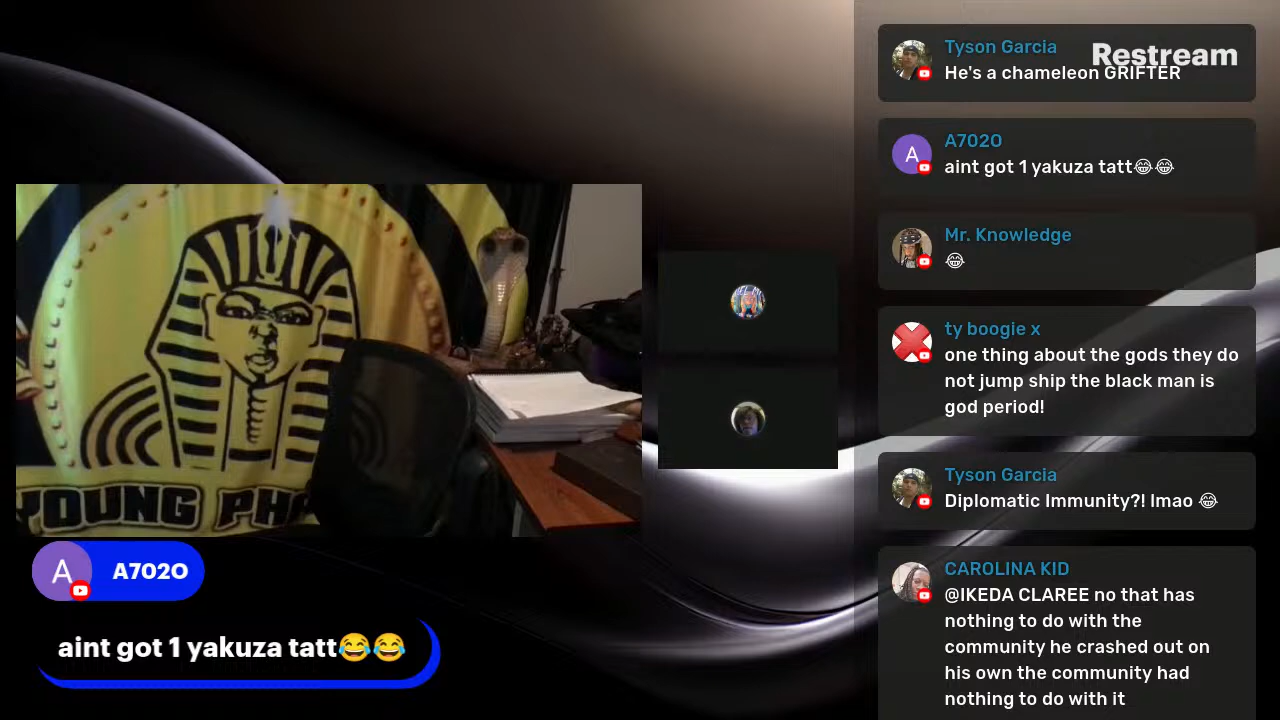 Restream
Tyson Garcia
He's a chameleon GRIFTER
A702O
aint got 1 yakuza tatt😂😂
Mr. Knowledge
😂
ty boogie x
one thing about the gods they do
not jump ship the black man is
god period!
Tyson Garcia
Diplomatic Immunity?! lmao 😂
CAROLINA KID
@IKEDA CLAREE no that has
nothing to do with the
community he crashed out on
his own the community had
nothing to do with it
YOUNG PHA
A
A702O
aint got 1 yakuza tatt😂😂